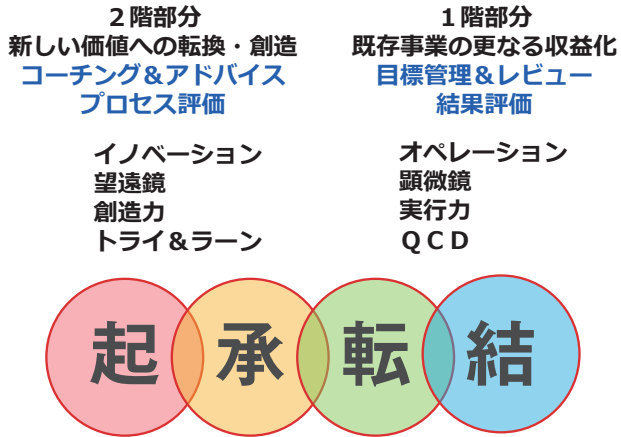 ２階部分
新しい価値への転換・創造
コーチング＆アドバイス
プロセス評価
イノベーション
望遠鏡
創造力
トライ＆ラーン
１階部分
既存事業の更なる収益化
目標管理＆レビュー
結果評価
オペレーション
顕微鏡
実行力
ＱＣＤ
起 承 転 結